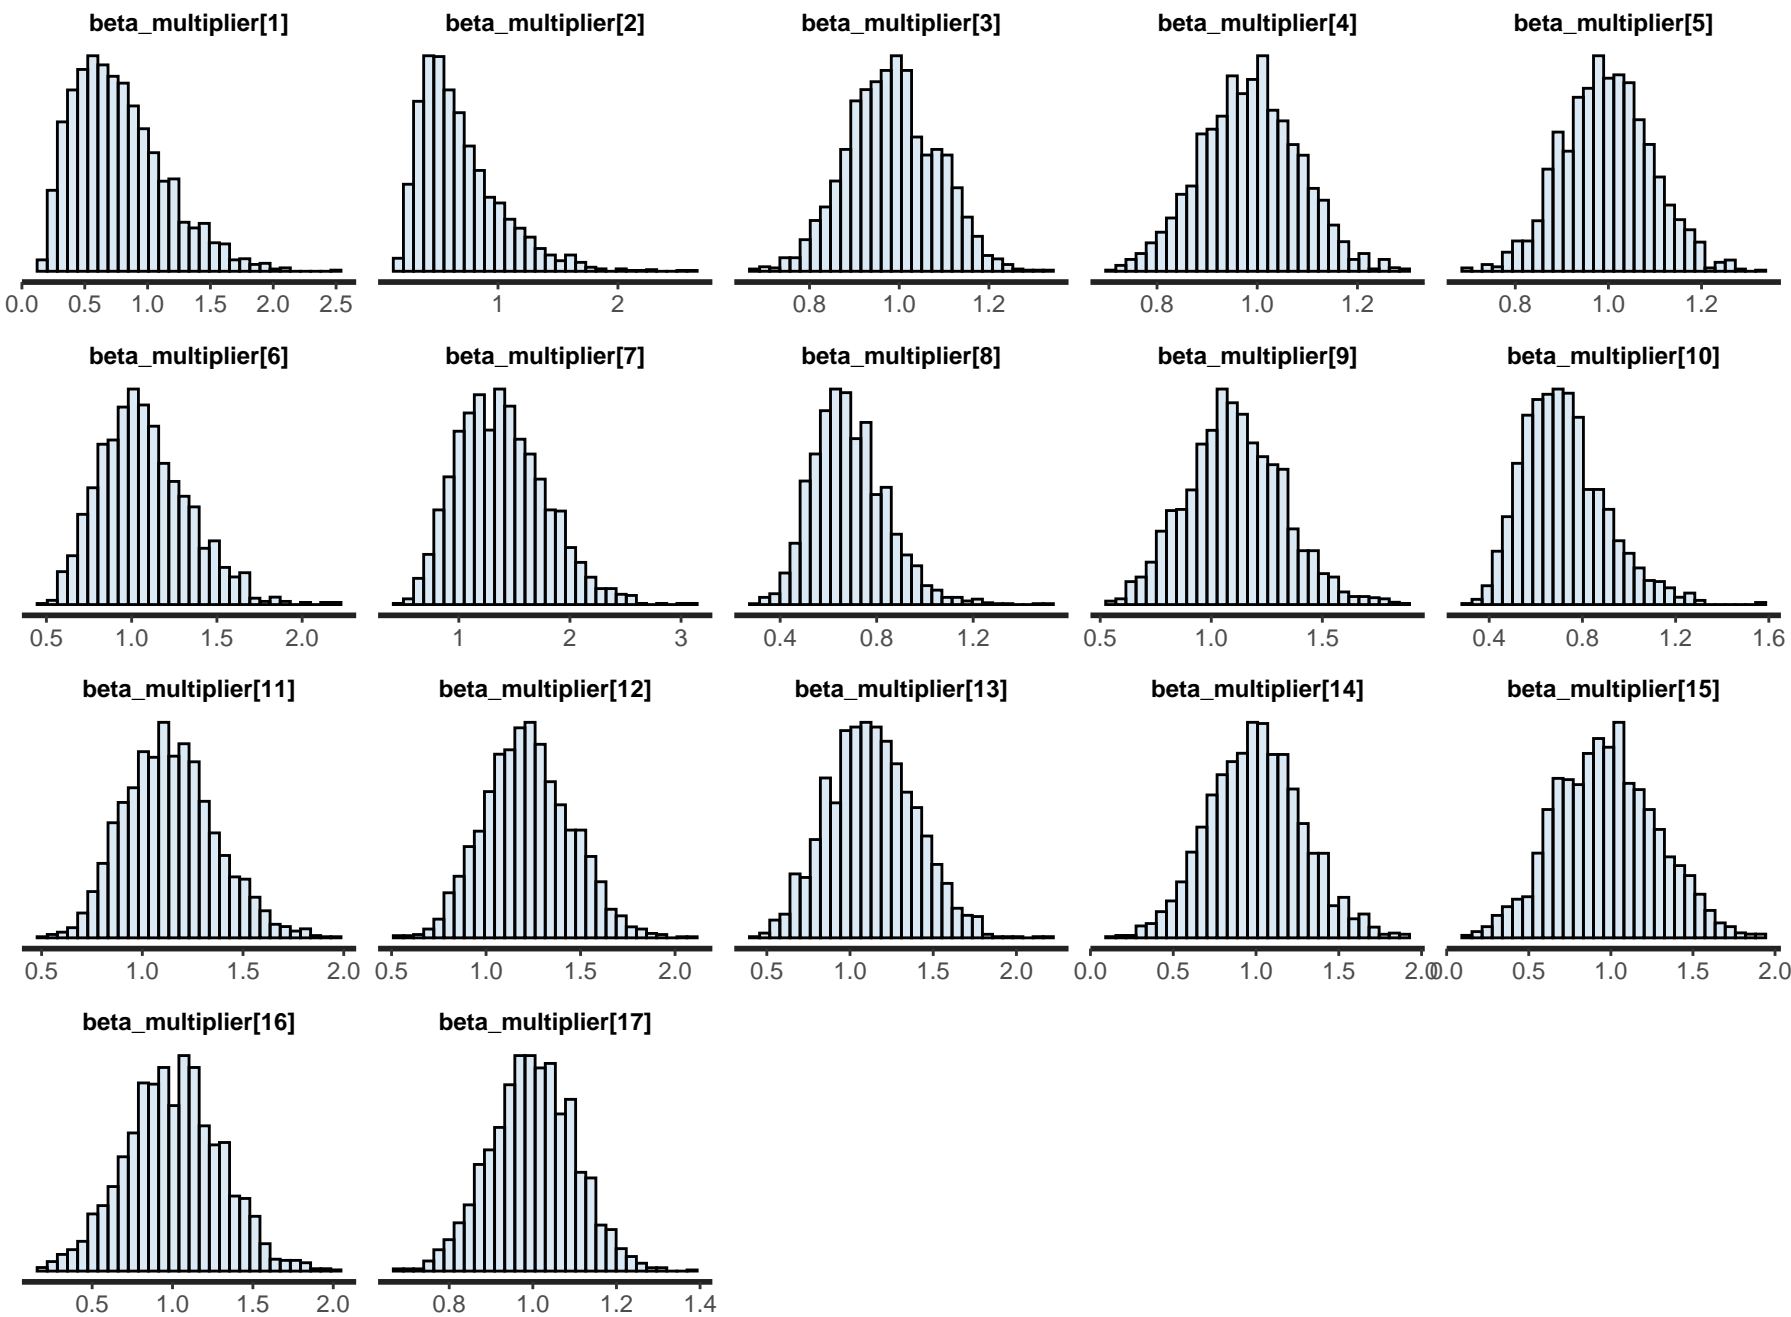 beta_multiplier[1] beta_multiplier[2] beta_multiplier[3] beta_multiplier[4] beta_multiplier[5]
0.0 0.5 1.0 1.5 2.0 2.5 1 2 0.8 1.0 1.2 0.8 1.0 1.2 0.8 1.0 1.2
beta_multiplier[6] beta_multiplier[7] beta_multiplier[8] beta_multiplier[9] beta_multiplier[10]
0.5 1.0 1.5 2.0 1 2 3 0.4 0.8 1.2 0.5 1.0 1.5 0.4 0.8 1.2 1.6
beta_multiplier[11] beta_multiplier[12] beta_multiplier[13] beta_multiplier[14] beta_multiplier[15]
0.5 1.0 1.5 2.0 0.5 1.0 1.5 2.0 0.5 1.0 1.5 2.0 0.0 0.5 1.0 1.5 2.0 0.0 0.5 1.0 1.5 2.0
beta_multiplier[16] beta_multiplier[17]
0.5 1.0 1.5 2.0 0.8 1.0 1.2 1.4